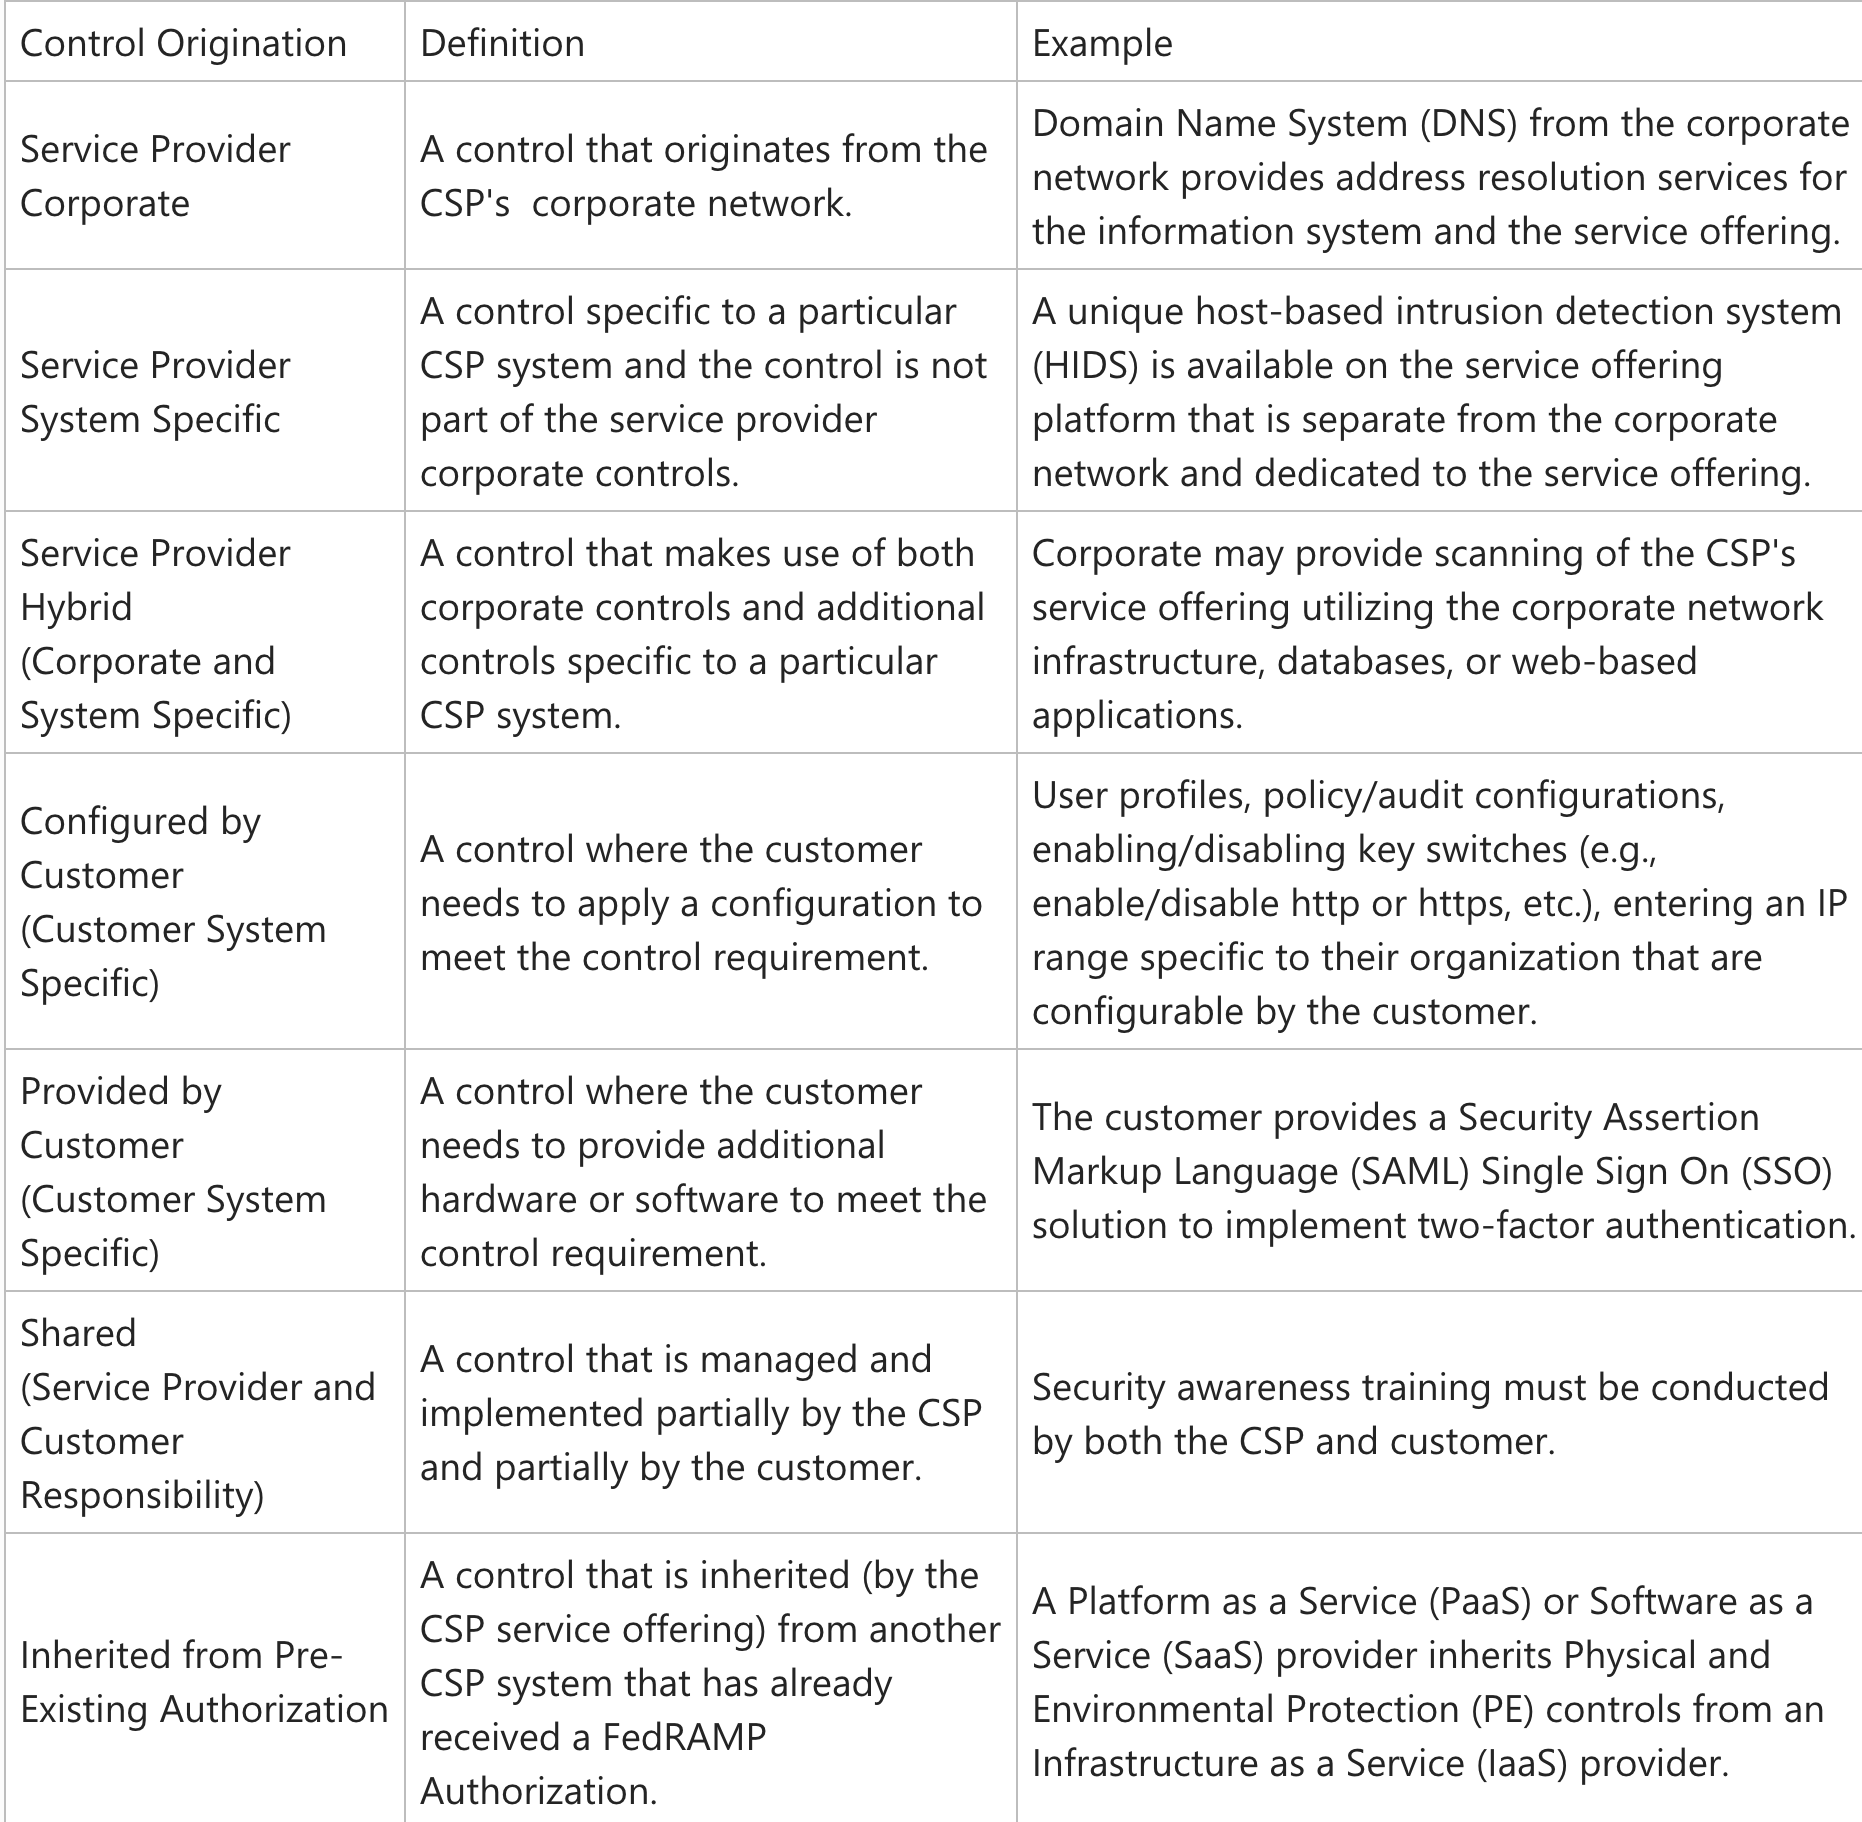 Control Origination
Definition
Example
Service Provider
Corporate
A control that originates from the
CSP's  corporate network.
Domain Name System (DNS) from the corporate
network provides address resolution services for
the information system and the service offering.
Service Provider
System Specific
A control specific to a particular
CSP system and the control is not
part of the service provider
corporate controls.
A unique host-based intrusion detection system
(HIDS) is available on the service offering
platform that is separate from the corporate
network and dedicated to the service offering.
Service Provider
Hybrid
(Corporate and
System Specific)
A control that makes use of both
corporate controls and additional
controls specific to a particular
CSP system.
Corporate may provide scanning of the CSP's
service offering utilizing the corporate network
infrastructure, databases, or web-based
applications.
Configured by
Customer
(Customer System
Specific)
A control where the customer
needs to apply a configuration to
meet the control requirement.
User profiles, policy/audit configurations,
enabling/disabling key switches (e.g.,
enable/disable http or https, etc.), entering an IP
range specific to their organization that are
configurable by the customer.
Provided by
Customer
(Customer System
Specific)
A control where the customer
needs to provide additional
hardware or software to meet the
control requirement.
The customer provides a Security Assertion
Markup Language (SAML) Single Sign On (SSO)
solution to implement two-factor authentication.
Shared
(Service Provider and
Customer
Responsibility)
A control that is managed and
implemented partially by the CSP
and partially by the customer.
Security awareness training must be conducted
by both the CSP and customer.
Inherited from Pre-
Existing Authorization
A control that is inherited (by the
CSP service offering) from another
CSP system that has already
received a FedRAMP
Authorization.
A Platform as a Service (PaaS) or Software as a
Service (SaaS) provider inherits Physical and
Environmental Protection (PE) controls from an
Infrastructure as a Service (IaaS) provider.